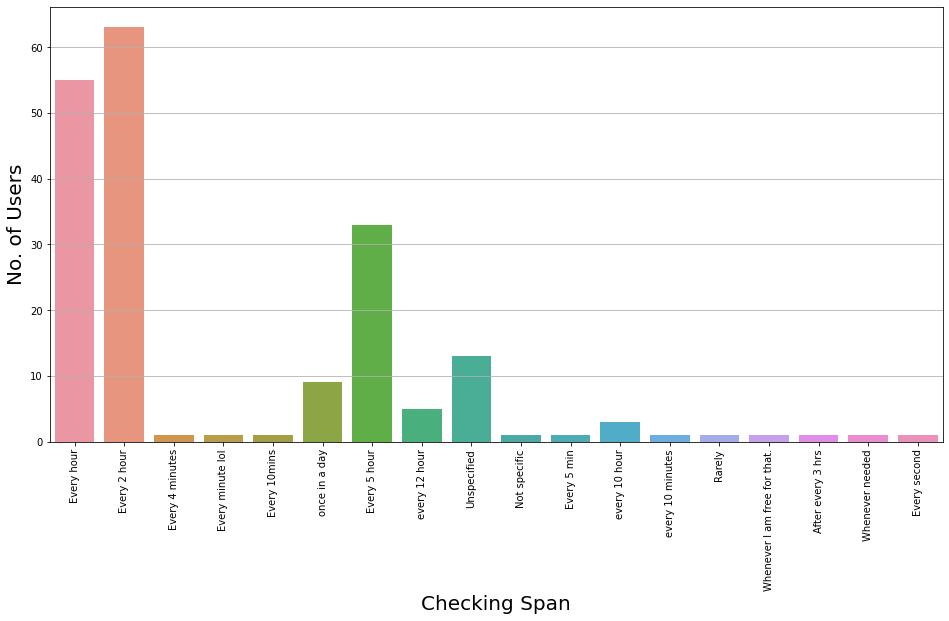 60
50
40
30
20
10
0
No. of Users
Every hour
Every 2 hour
Every 4 minutes
Every minute lol
Every 10mins
once in a day
Every 5 hour
every 12 hour
Unspecified
Not specific
Every 5 min
every 10 hour
every 10 minutes
Rarely
Whenever I am free for that.
After every 3 hrs
Whenever needed
Every second
Checking Span